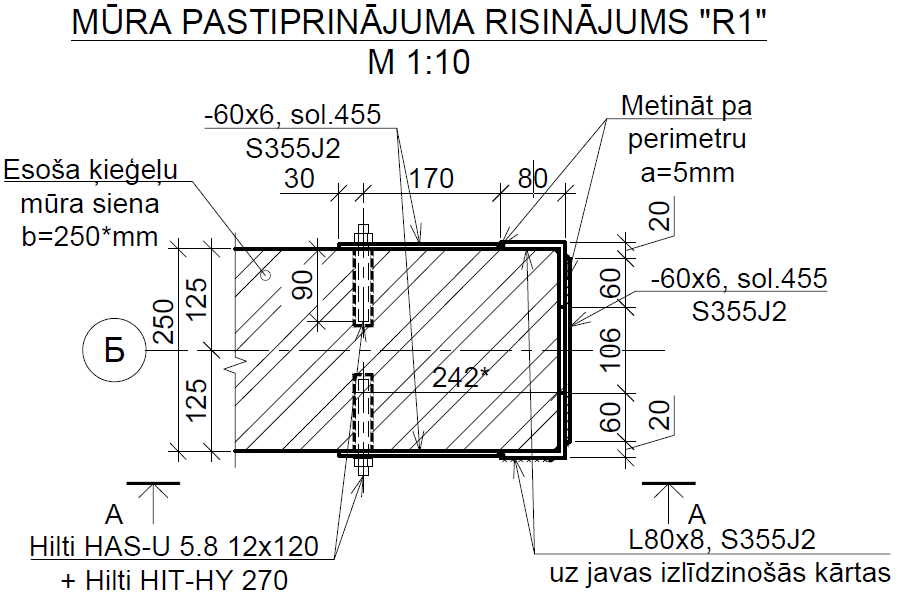 MŪRA PASTIPRINĀJUMA RISINĀJUMS "R1"
M 1:10
-60x6, sol.455
S355J2
Metināt pa
perimetru
a=5mm
Esoša ķieģeļu
mūra siena
b=250*mm
30
170
80
20
60
106
60
20
-60x6, sol.455
S355J2
90
125
250
125
Б
242*
A
A
Hilti HAS-U 5.8 12x120
+ Hilti HIT-HY 270
L80x8, S355J2
uz javas izlīdzinošās kārtas